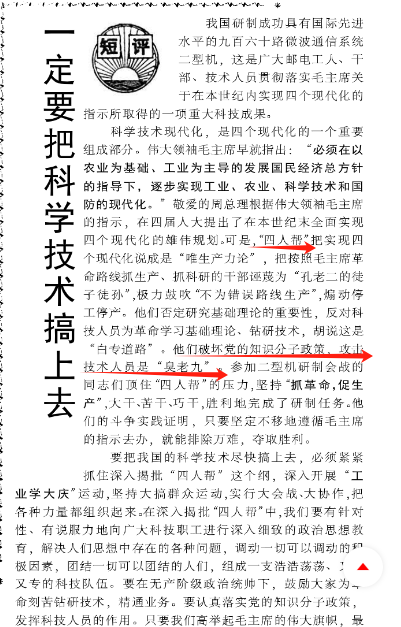 一定要把科学技术搞上去
短评
我国研制成功具有国际先进
水平的九百六十路微波通信系统
二型机，这是广大邮电工人、干
部、技术人员贯彻落实毛主席关
于在本世纪内实现四个现代化的
指示所取得的一项重大科技成果。
科学技术现代化，是四个现代化的一个重要
组成部分。伟大领袖毛主席早就指出：“必须在以
农业为基础、工业为主导的发展国民经济总方针
的指导下，逐步实现工业、农业、科学技术和国
防的现代化。”敬爱的周总理根据伟大领袖毛主席
的指示，在四届人大提出了在本世纪末全面实现
四个现代化的雄伟规划。可是，“四人帮”把实现四
个现代化说成是“唯生产力论”，把按照毛主席革
命路线抓生产、抓科研的干部诬蔑为“孔老二的徒
子徒孙”,极力鼓吹“不为错误路线生产”,煽动停
工停产。他们否定研究基础理论的重要性，反对科
技人员为革命学习基础理论、钻研技术，胡说这是
“白专道路”。他们破坏党的知识分子政策，攻击
技术人员是“臭老九”。参加二型机研制会战的
同志们顶住“四人帮”的压力,坚持“抓革命,促生
产”,大干、苦干、巧干,胜利地完成了研制任务。他
们的斗争实践证明，只要坚定不移地遵循毛主席
的指示去办，就能排除万难，夺取胜利。
要把我国的科学技术尽快搞上去，必须紧紧
抓住深入揭批“四人帮”这个纲，深入开展“工
业学大庆”运动,坚持大搞群众运动,实行大会战、大协作,把
各种力量都组织起来。在深入揭批“四人帮”中,我们要有针对
性、有说服力地向广大科技职工进行深入细致的政治思想教
育，解决人们思想中存在的各种问题，调动一切可以调动的积
极因素，团结一切可以团结的人们，组成一支浩浩荡荡、
又专的科技队伍。要在无产阶级政治统帅下，鼓励大家为革
命刻苦钻研技术，精通业务。要认真落实党的知识分子政策，
发挥科技人员的作用。只要我们高举起毛主席的伟大旗帜，最